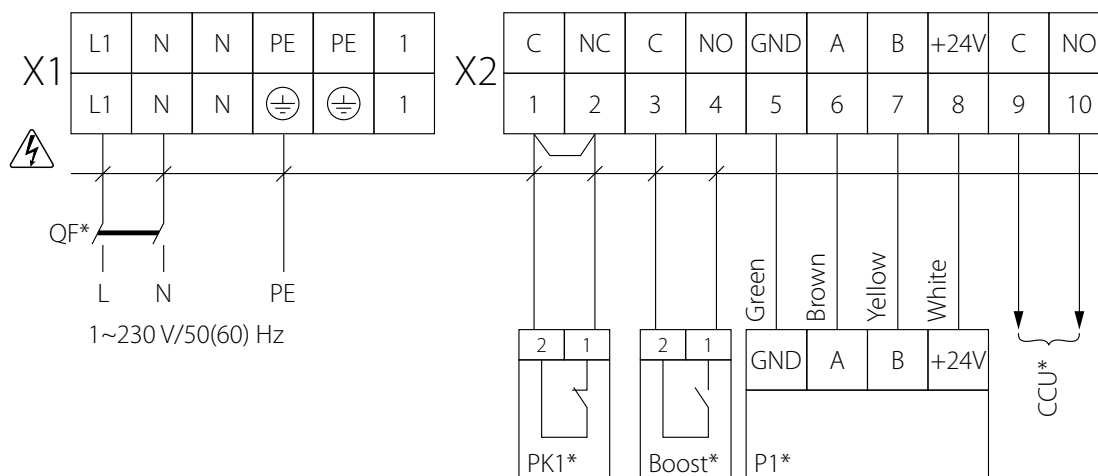 X1
L1 N N PE PE 1
L1 N N 1
X2
C NC C NO GND A B +24V C NO
1 2 3 4 5 6 7 8 9 10
QF*
L N PE
1~230 V/50(60) Hz
Green
Brown
Yellow
White
2 1
2 1
GND A B +24V
CCU*
PK1*
Boost*
P1*